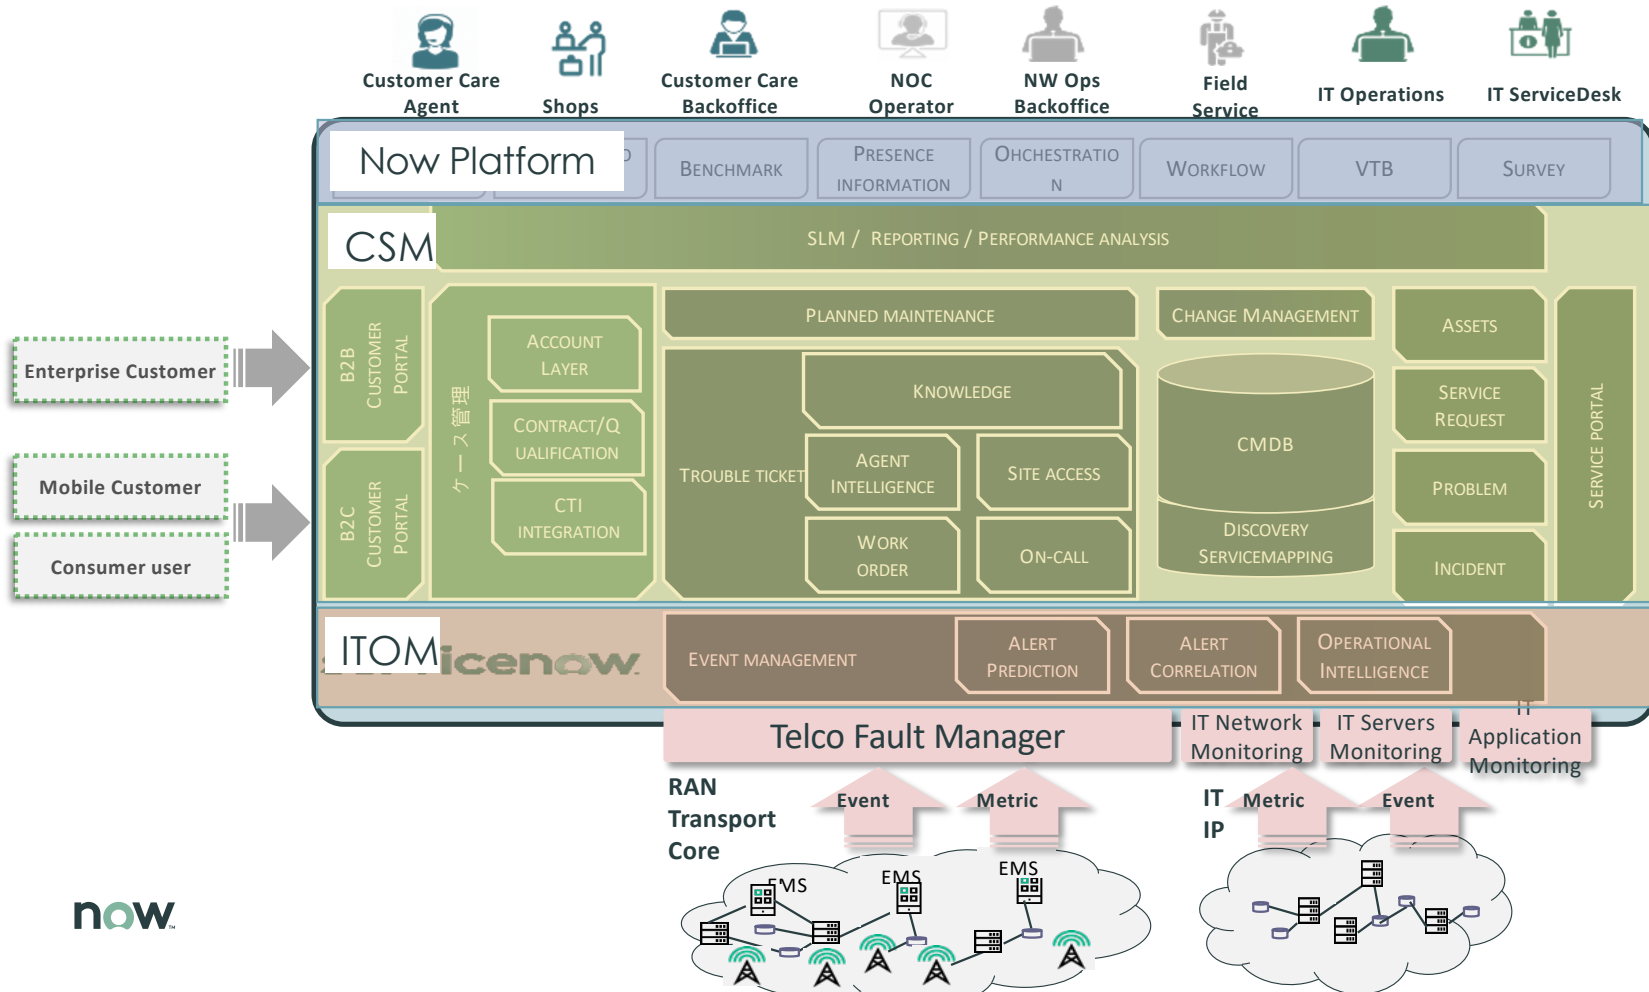 Customer Care
Agent
Shops
Customer Care
Backoffice
NOC
Operator
NW Ops
Backoffice
Field
Service
IT Operations
IT ServiceDesk
Now Platform
BENCHMARK
PRESENCE
INFORMATION
OHCHESTRATIO
N
WORKFLOW
VTB
SURVEY
CSM
SLM / REPORTING / PERFORMANCE ANALYSIS
Enterprise Customer
Mobile Customer
Consumer user
B2B
CUSTOMER
PORTAL
B2C
CUSTOMER
PORTAL
ケース管理
ACCOUNT
LAYER
CONTRACT/Q
UALIFICATION
CTI
INTEGRATION
PLANNED MAINTENANCE
TROUBLE TICKET
KNOWLEDGE
AGENT
INTELLIGENCE
SITE ACCESS
WORK
ORDER
ON-CALL
CHANGE MANAGEMENT
CMDB
DISCOVERY
SERVICEMAPPING
ASSETS
SERVICE
REQUEST
PROBLEM
INCIDENT
SERVICE PORTAL
ITOM
servicenow.
EVENT MANAGEMENT
ALERT
PREDICTION
ALERT
CORRELATION
OPERATIONAL
INTELLIGENCE
Telco Fault Manager
IT Network
Monitoring
IT Servers
Monitoring
IT
Application
Monitoring
RAN
Transport
Core
Event
Metric
IT
IP
Metric
Event
EMS
EMS
EMS
now